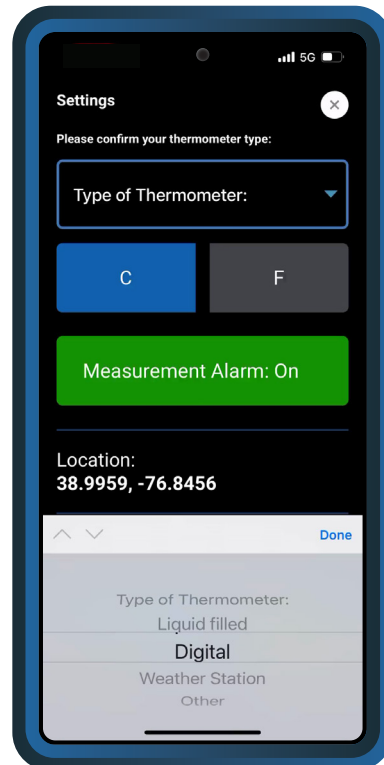 5G
Settings
Please confirm your thermometer type:
Type of Thermometer:
C F
Measurement Alarm: On
Location:
38.9959, -76.8456
Done
Type of Thermometer:
Liquid filled
Digital
Weather Station
Other